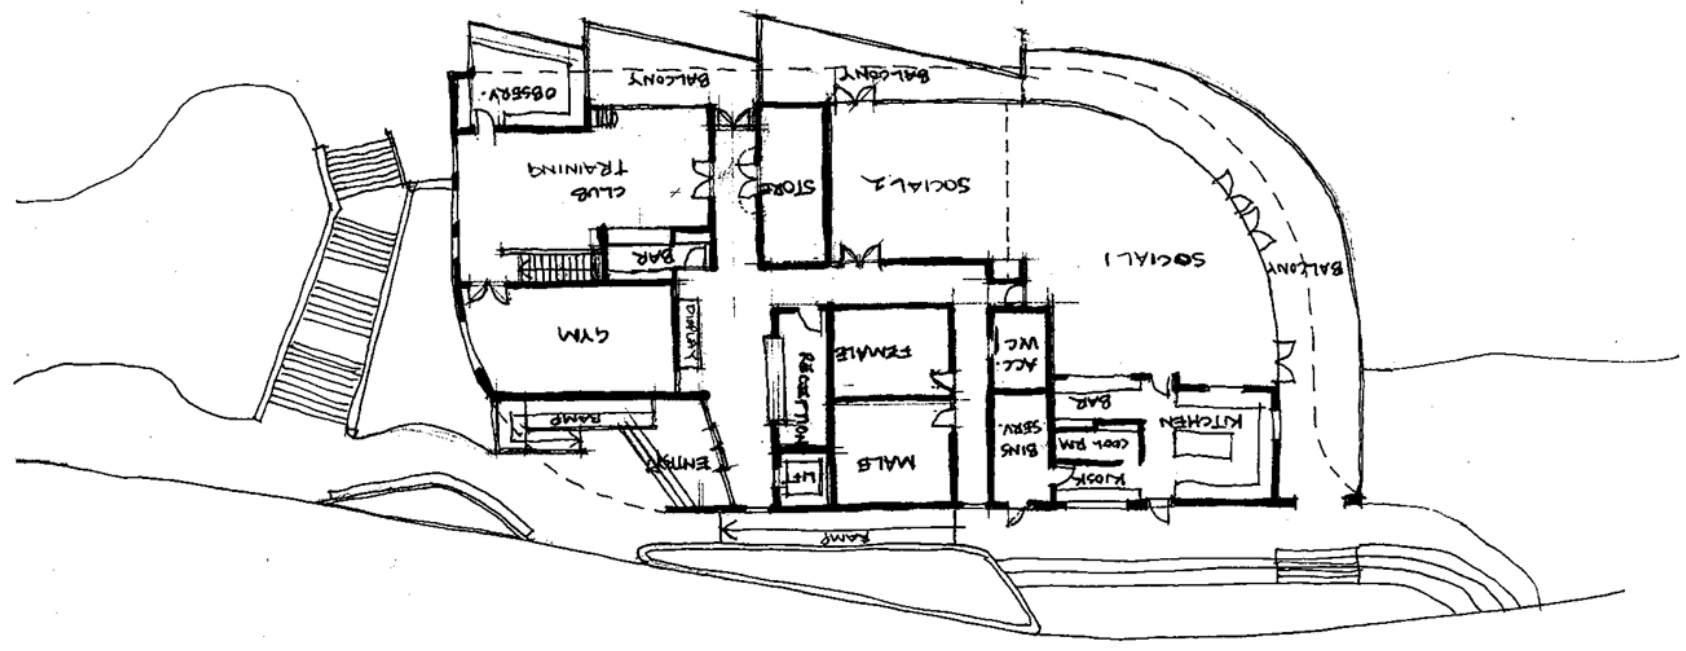 OBSERV.
BALCONY
BALCONY
CLUB
TRAINING
STORE
SOCIAL 2
BAR
SOCIAL 1
BALCONY
GYM
DISPLAY
RECEPTION
FEMALE
ACC.
WC
RAMP
ENTRY
LIFT
MALE
BINS
SERV.
BAR
COOL RM
KIOSK
KITCHEN
RAMP